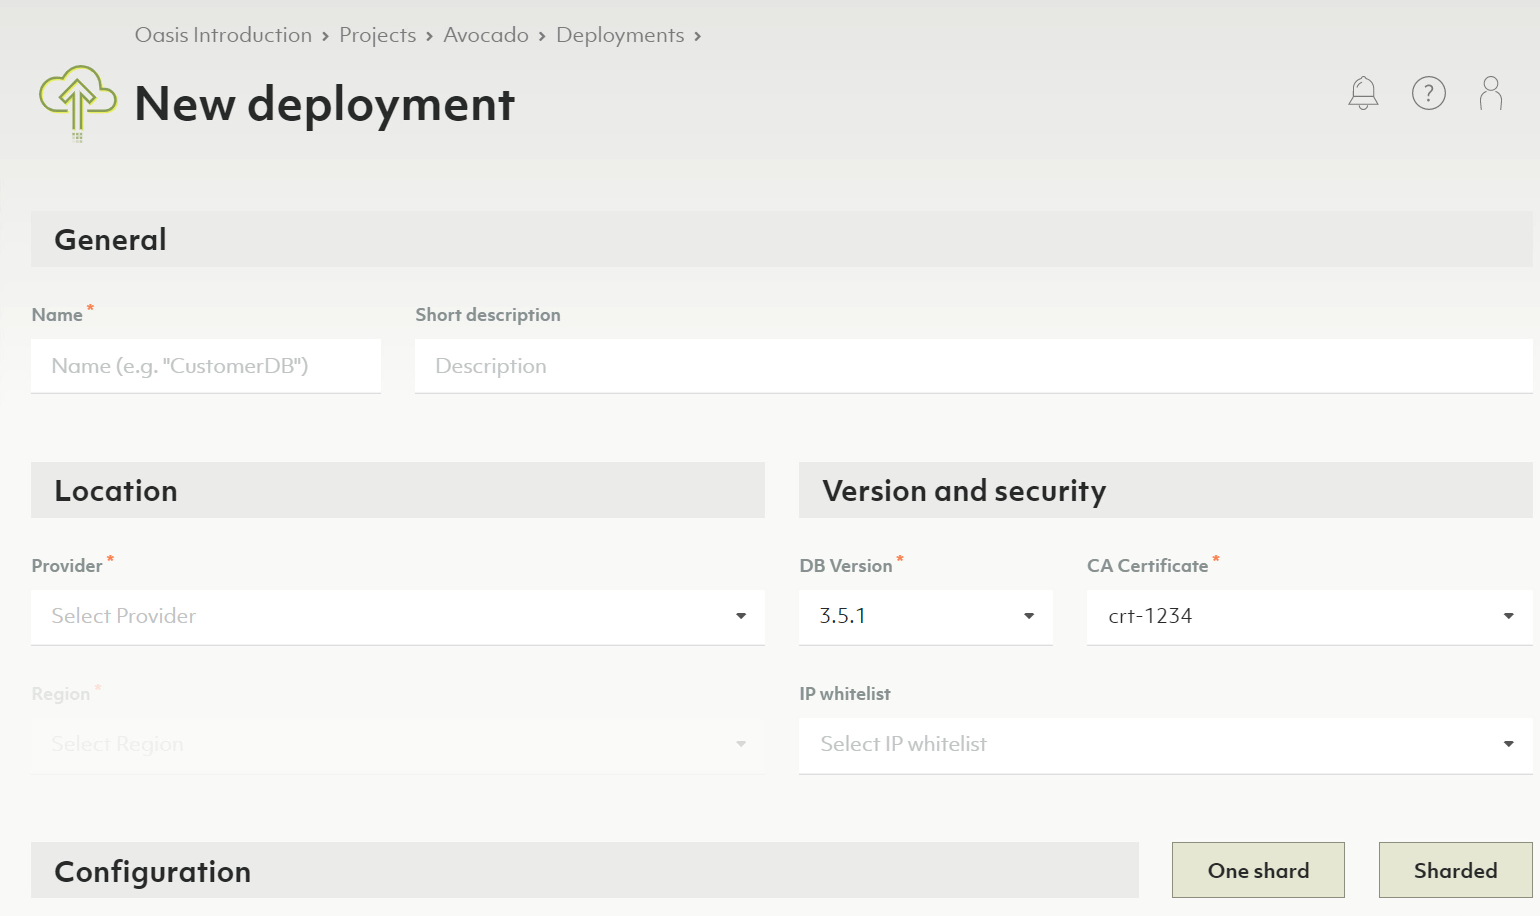 Oasis Introduction › Projects › Avocado › Deployments ›
New deployment
?
General
Name *
Short description
Name (e.g. "CustomerDB")
Description
Location
Version and security
Provider *
DB Version *
CA Certificate *
Select Provider
3.5.1
crt-1234
Region *
IP whitelist
Select Region
Select IP whitelist
Configuration
One shard
Sharded